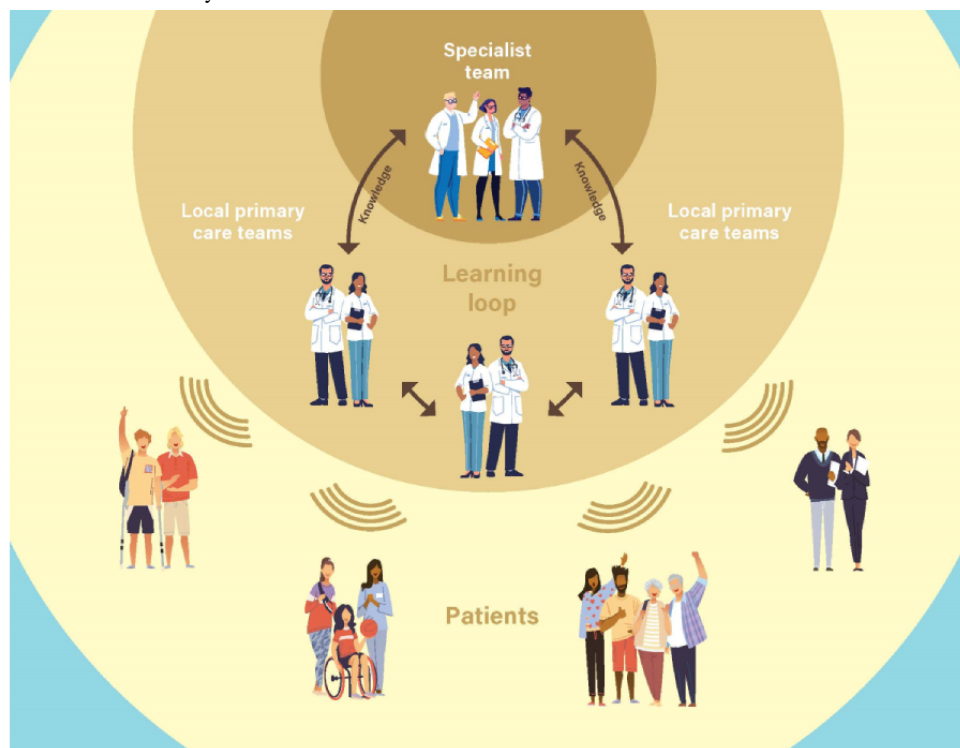 Specialist
team
Knowledge
Knowledge
Local primary
care teams
Local primary
care teams
Learning
loop
Patients